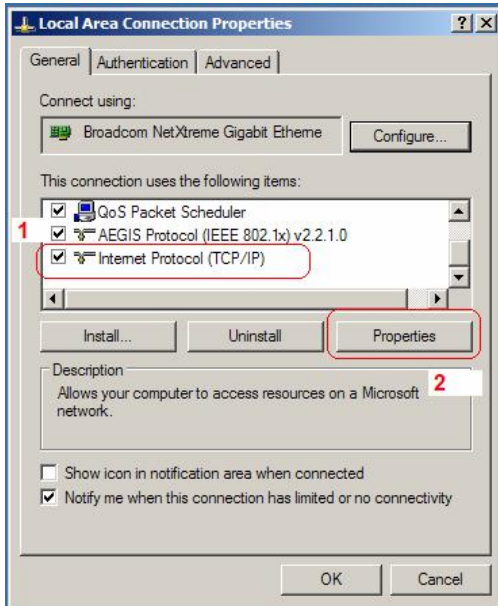 Local Area Connection Properties
General Authentication Advanced
Connect using:
Broadcom NetXtreme Gigabit Etheme Configure...
This connection uses the following items:
QoS Packet Scheduler
1 AEGIS Protocol (IEEE 802.1x) v2.2.1.0
Internet Protocol (TCP/IP)
Install... Uninstall Properties
Description 2
Allows your computer to access resources on a Microsoft
network.
Show icon in notification area when connected
Notify me when this connection has limited or no connectivity
OK Cancel